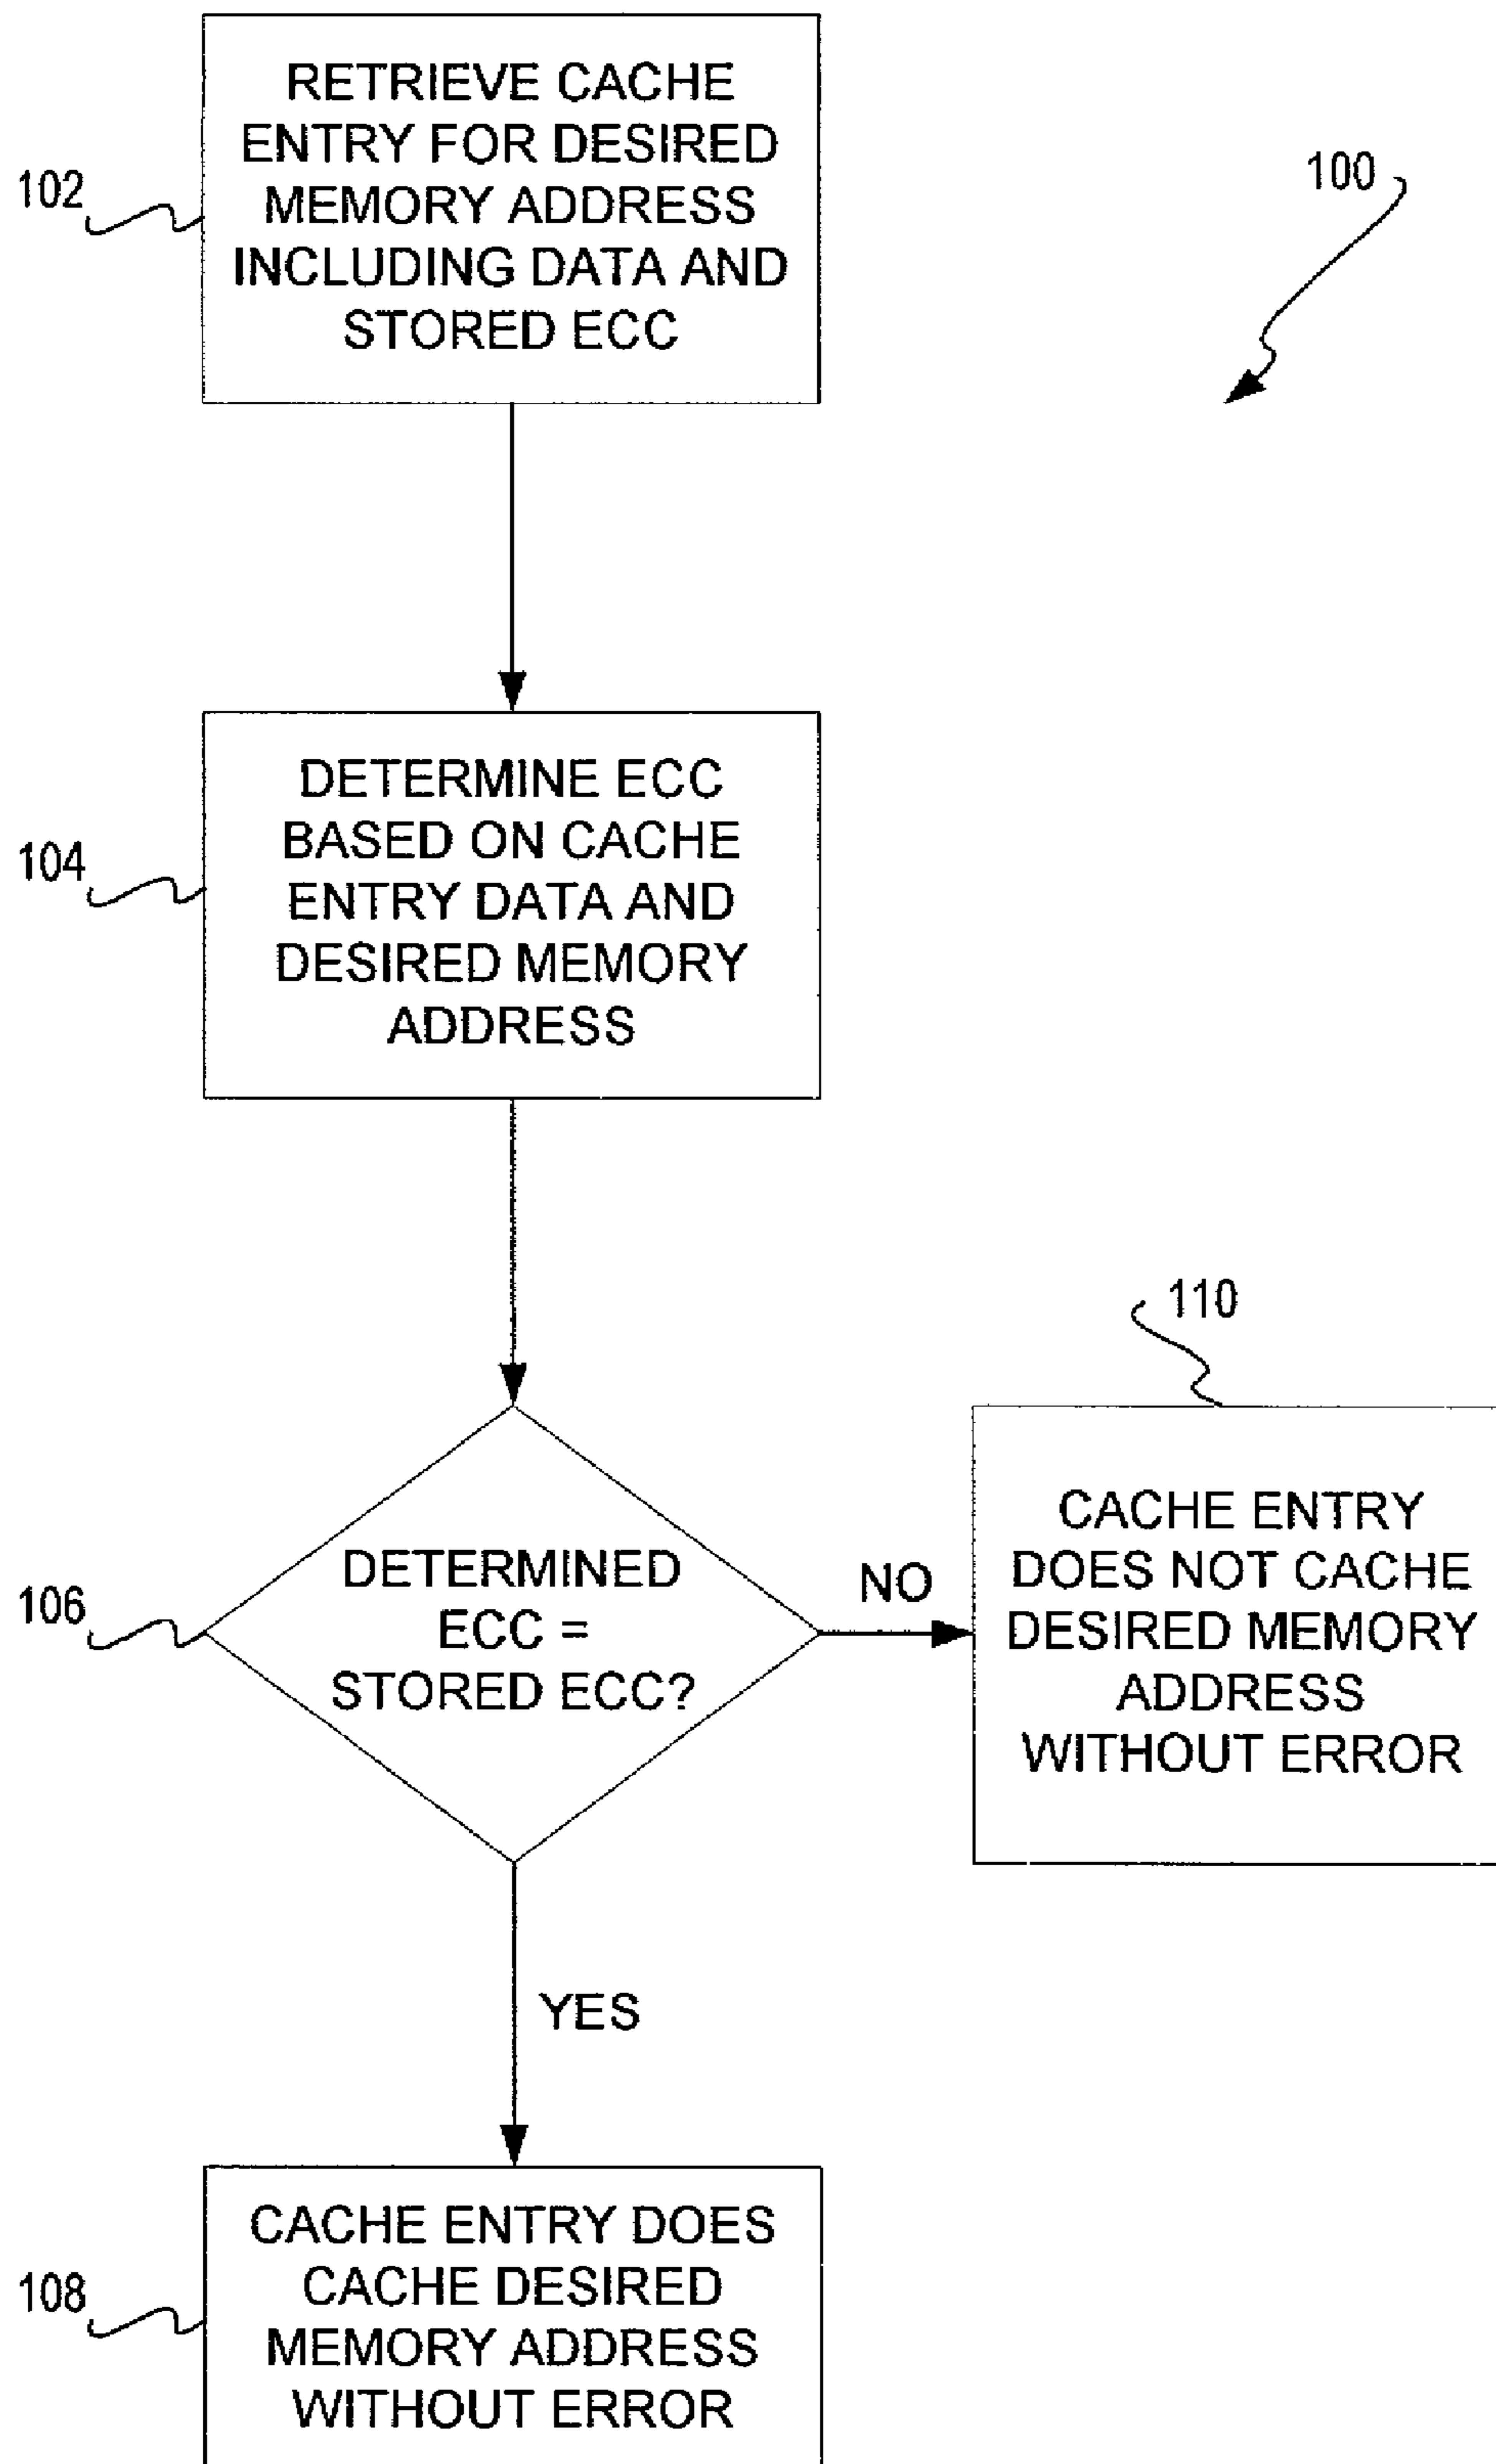 RETRIEVE CACHE
ENTRY FOR DESIRED
MEMORY ADDRESS
INCLUDING DATA AND
STORED ECC
102
100
DETERMINE ECC
BASED ON CACHE
ENTRY DATA AND
DESIRED MEMORY
ADDRESS
104
DETERMINED
ECC =
STORED ECC?
106
NO
110
CACHE ENTRY
DOES NOT CACHE
DESIRED MEMORY
ADDRESS
WITHOUT ERROR
YES
CACHE ENTRY DOES
CACHE DESIRED
MEMORY ADDRESS
WITHOUT ERROR
108